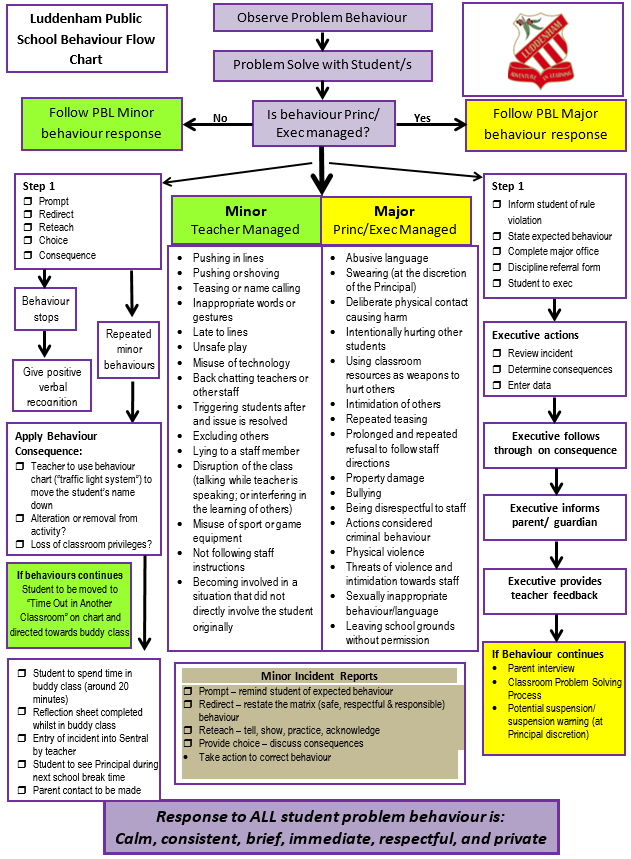 Luddenham Public
School Behaviour Flow
Chart
Observe Problem Behaviour
Problem Solve with Student/s
LUDDENHAM
ADVENTURE IN LEARNING
Follow PBL Minor
behaviour response
No
Is behaviour Princ/
Exec managed?
Yes
Follow PBL Major
behaviour response
Step 1
❒ Prompt
❒ Redirect
❒ Reteach
❒ Choice
❒ Consequence
Behaviour
stops
Give positive
verbal
recognition
Repeated
minor
behaviours
Apply Behaviour
Consequence:
❒ Teacher to use behaviour
chart ("traffic light system") to
move the student's name
down
❒ Alteration or removal from
activity?
❒ Loss of classroom privileges?
If behaviours continues
Student to be moved to
"Time Out in Another
Classroom" on chart and
directed towards buddy class
❒ Student to spend time in
buddy class (around 20
minutes)
❒ Reflection sheet completed
whilst in buddy class
❒ Entry of incident into Sentral
by teacher
❒ Student to see Principal during
next school break time
❒ Parent contact to be made
Minor
Teacher Managed
• Pushing in lines
• Pushing or shoving
• Teasing or name calling
• Inappropriate words or
gestures
• Late to lines
• Unsafe play
• Misuse of technology
• Back chatting teachers or
other staff
• Triggering students after
and issue is resolved
• Excluding others
• Lying to a staff member
• Disruption of the class
(talking while teacher is
speaking; or interfering in
the learning of others)
• Misuse of sport or game
equipment
• Not following staff
instructions
• Becoming involved in a
situation that did not
directly involve the student
originally
Major
Princ/Exec Managed
• Abusive language
• Swearing (at the discretion
of the Principal)
• Deliberate physical contact
causing harm
• Intentionally hurting other
students
• Using classroom
resources as weapons to
hurt others
• Intimidation of others
• Repeated teasing
• Prolonged and repeated
refusal to follow staff
directions
• Property damage
• Bullying
• Being disrespectful to staff
• Actions considered
criminal behaviour
• Physical violence
• Threats of violence and
intimidation towards staff
• Sexually inappropriate
behaviour/language
• Leaving school grounds
without permission
Step 1
❒ Inform student of rule
violation
❒ State expected behaviour
❒ Complete major office
❒ Discipline referral form
❒ Student to exec
Executive actions
❒ Review incident
❒ Determine consequences
❒ Enter data
Executive follows
through on consequence
Executive informs
parent/ guardian
Executive provides
teacher feedback
If Behaviour continues
• Parent interview
• Classroom Problem Solving
Process
• Potential suspension/
suspension warning (at
Principal discretion)
Minor Incident Reports
❒ Prompt – remind student of expected behaviour
❒ Redirect – restate the matrix (safe, respectful & responsible)
behaviour
❒ Reteach – tell, show, practice, acknowledge
❒ Provide choice – discuss consequences
• Take action to correct behaviour
Response to ALL student problem behaviour is:
Calm, consistent, brief, immediate, respectful, and private